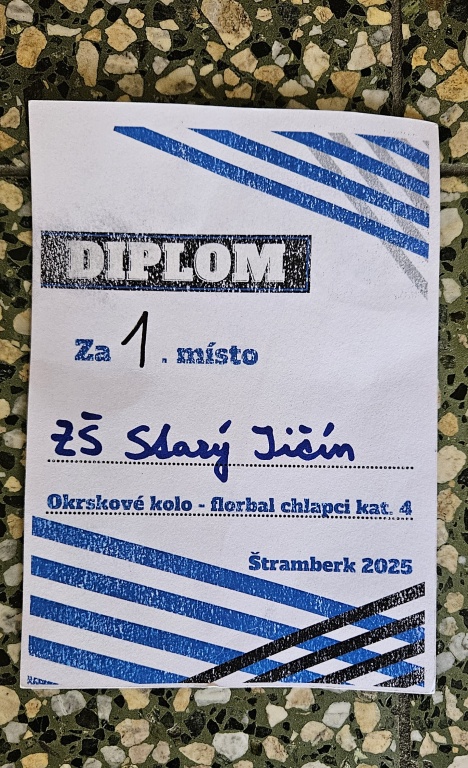 DIPLOM
Za 1. místo
ZŠ Starý Jičín
Okrskové kolo - florbal chlapci kat. 4
Štramberk 2025